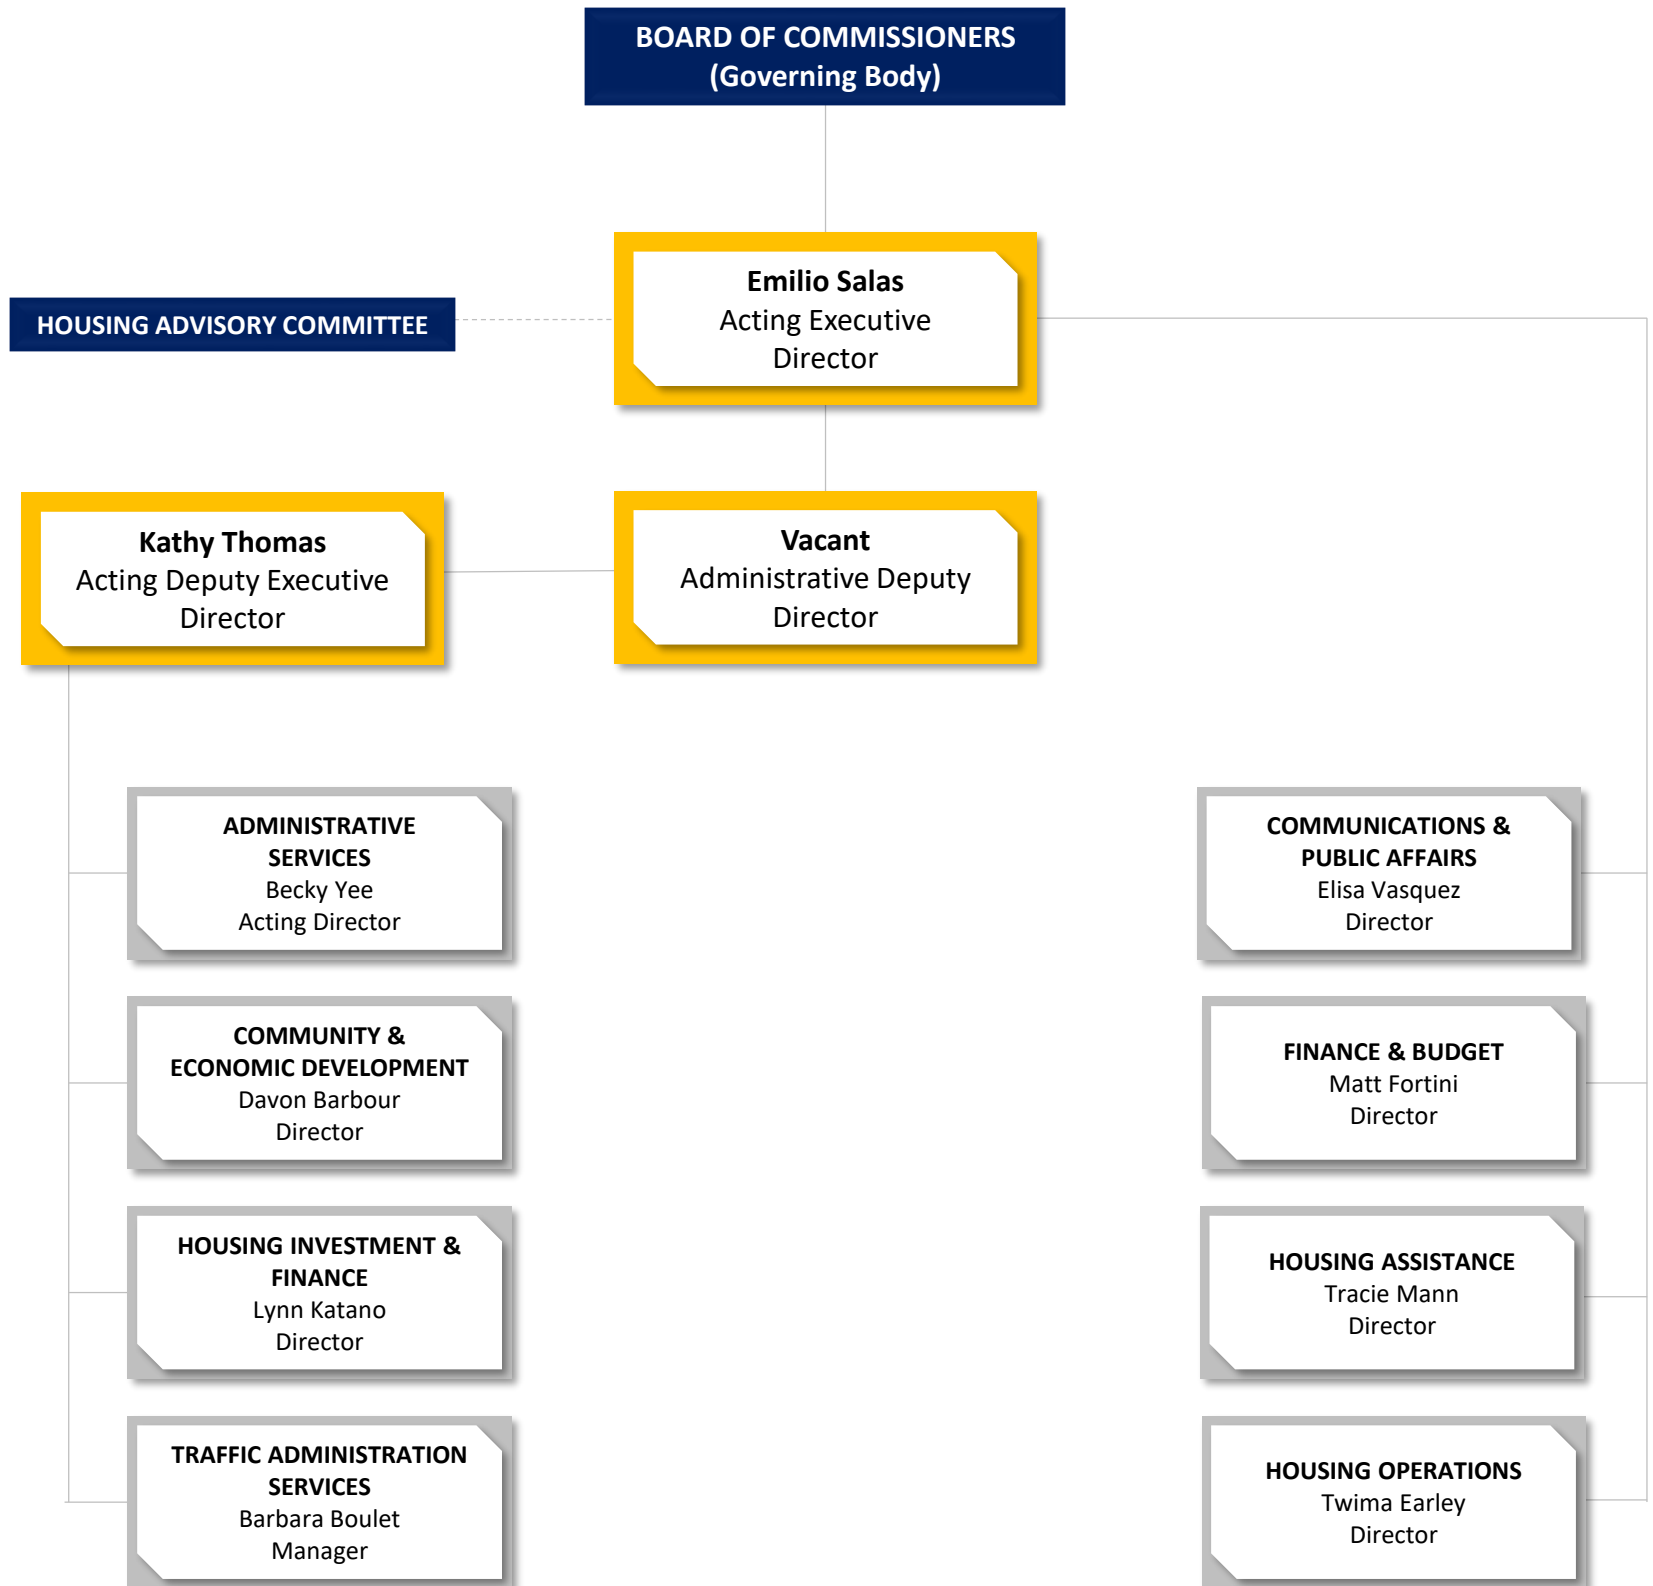 BOARD OF COMMISSIONERS
(Governing Body)
Emilio Salas
Acting Executive
Director
HOUSING ADVISORY COMMITTEE
Kathy Thomas
Acting Deputy Executive
Director
Vacant
Administrative Deputy
Director
ADMINISTRATIVE
SERVICES
Becky Yee
Acting Director
COMMUNITY &
ECONOMIC DEVELOPMENT
Davon Barbour
Director
HOUSING INVESTMENT &
FINANCE
Lynn Katano
Director
TRAFFIC ADMINISTRATION
SERVICES
Barbara Boulet
Manager
COMMUNICATIONS &
PUBLIC AFFAIRS
Elisa Vasquez
Director
FINANCE & BUDGET
Matt Fortini
Director
HOUSING ASSISTANCE
Tracie Mann
Director
HOUSING OPERATIONS
Twima Earley
Director